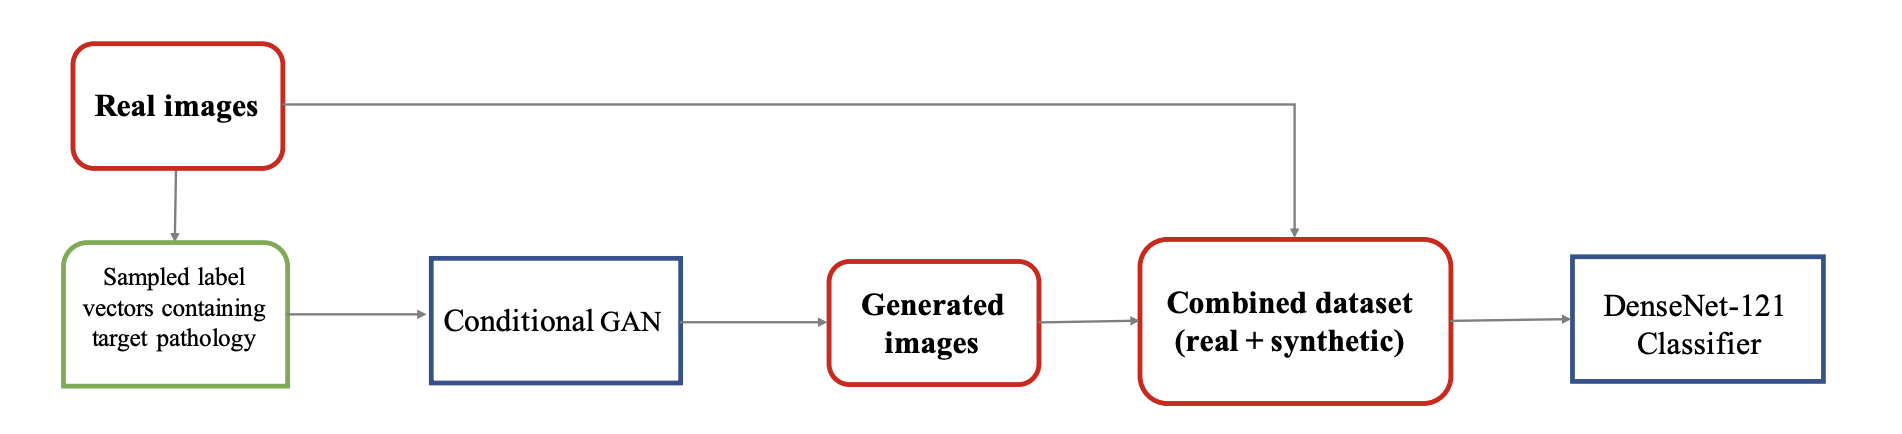 Real images
Sampled label
vectors containing
target pathology
Conditional GAN
Generated
images
Combined dataset
(real + synthetic)
DenseNet-121
Classifier